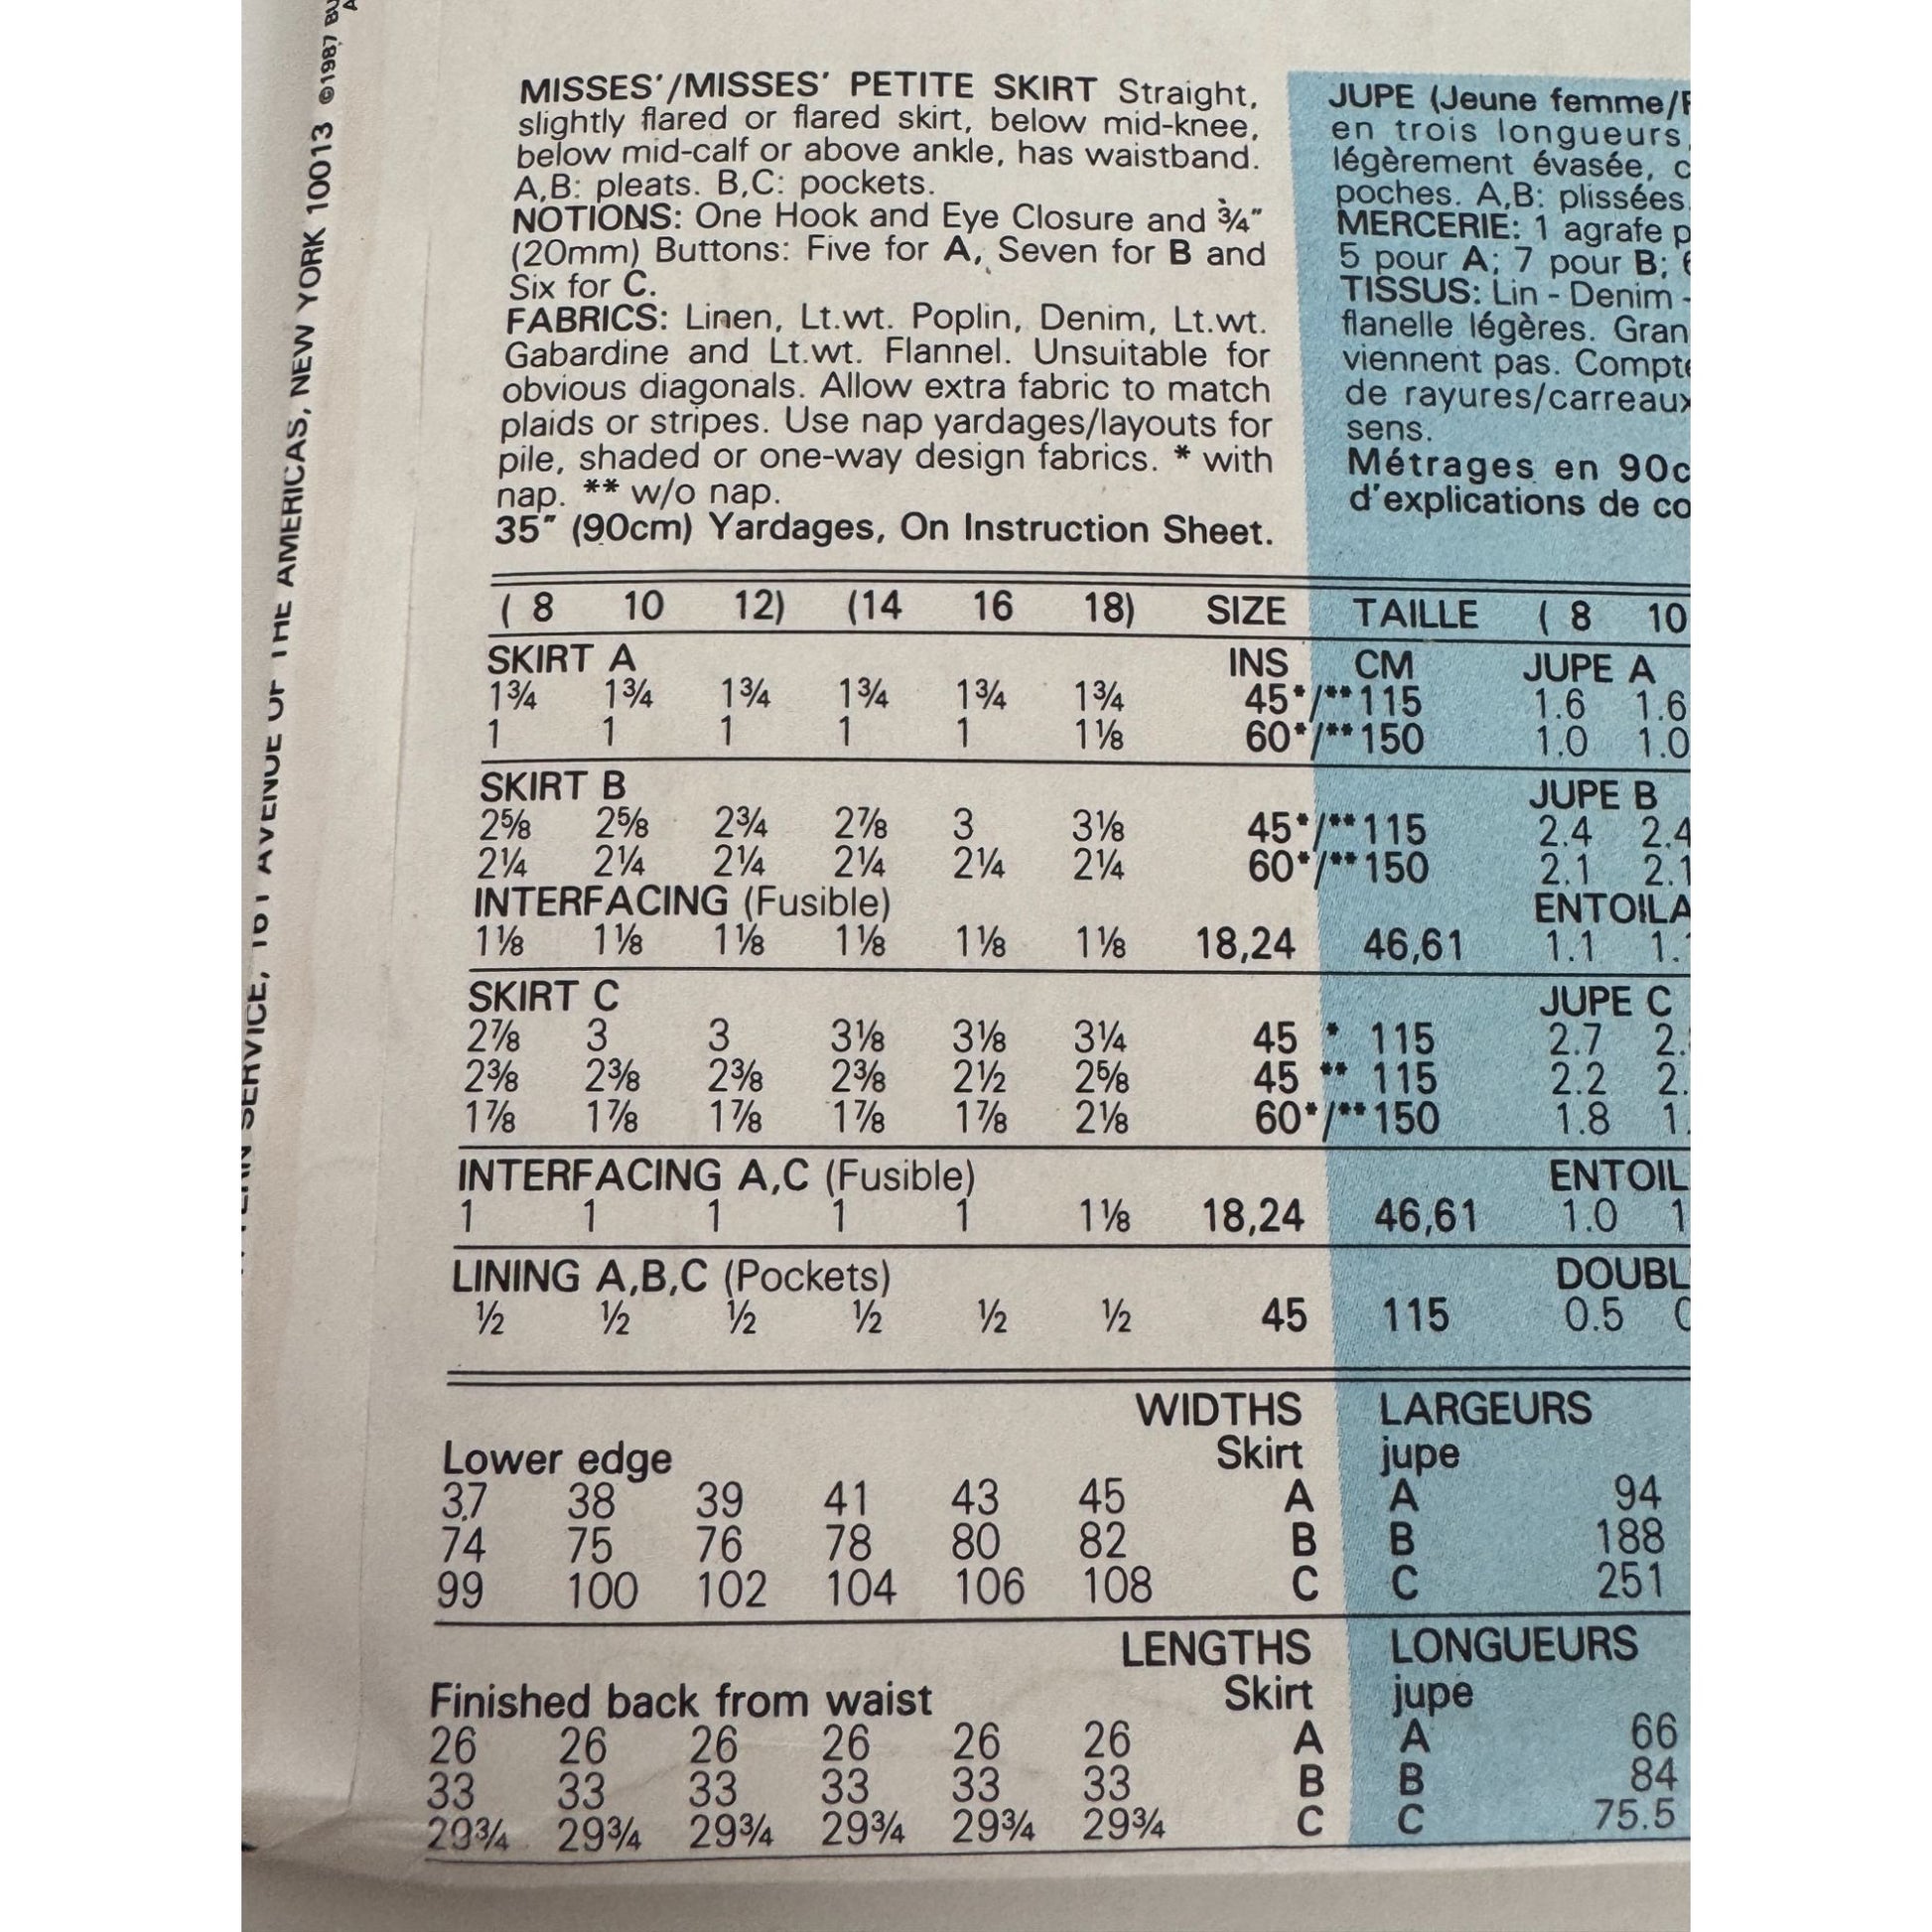 ©1987 BU
SERVICE, 161 AVENUE OF THE AMERICAS, NEW YORK 10013
MISSES'/MISSES' PETITE SKIRT Straight,
slightly flared or flared skirt, below mid-knee,
below mid-calf or above ankle, has waistband.
A,B: pleats. B,C: pockets.
NOTIONS: One Hook and Eye Closure and ¾"
(20mm) Buttons: Five for A, Seven for B and
Six for C.
FABRICS: Linen, Lt.wt. Poplin, Denim, Lt.wt.
Gabardine and Lt.wt. Flannel. Unsuitable for
obvious diagonals. Allow extra fabric to match
plaids or stripes. Use nap yardages/layouts for
pile, shaded or one-way design fabrics. * with
nap. ** w/o nap.
35" (90cm) Yardages, On Instruction Sheet.
JUPE (Jeune femme/
en trois longueurs,
légèrement évasée, c
poches. A,B: plissées.
MERCERIE: 1 agrafe p
5 pour A; 7 pour B; 6
TISSUS: Lin - Denim -
flanelle légères. Gran
viennent pas. Compte
de rayures/carreaux
sens.
Métrages en 90c
d'explications de co
( 8 10 12) (14 16 18) SIZE TAILLE ( 8 10
SKIRT A INS CM JUPE A
1¾ 1¾ 1¾ 1¾ 1¾ 1¾ 45*/**115 1.6 1.6
1 1 1 1 1 1⅛ 60*/**150 1.0 1.0
SKIRT B JUPE B
2⅝ 2⅝ 2¾ 2⅞ 3 3⅛ 45*/**115 2.4 2.4
2¼ 2¼ 2¼ 2¼ 2¼ 2¼ 60*/**150 2.1 2.1
INTERFACING (Fusible) ENTOILA
1⅛ 1⅛ 1⅛ 1⅛ 1⅛ 1⅛ 18,24 46,61 1.1 1.
SKIRT C JUPE C
2⅞ 3 3 3⅛ 3⅛ 3¼ 45 * 115 2.7 2.
2⅜ 2⅜ 2⅜ 2⅜ 2½ 2⅝ 45 ** 115 2.2 2.
1⅞ 1⅞ 1⅞ 1⅞ 1⅞ 2⅛ 60*/**150 1.8 1.
INTERFACING A,C (Fusible) ENTOIL
1 1 1 1 1 1⅛ 18,24 46,61 1.0 1
LINING A,B,C (Pockets) DOUBL
½ ½ ½ ½ ½ ½ 45 115 0.5 0
WIDTHS LARGEURS
Lower edge Skirt jupe
37 38 39 41 43 45 A A 94
74 75 76 78 80 82 B B 188
99 100 102 104 106 108 C C 251
LENGTHS LONGUEURS
Finished back from waist Skirt jupe
26 26 26 26 26 26 A A 66
33 33 33 33 33 33 B B 84
29¾ 29¾ 29¾ 29¾ 29¾ 29¾ C C 75.5